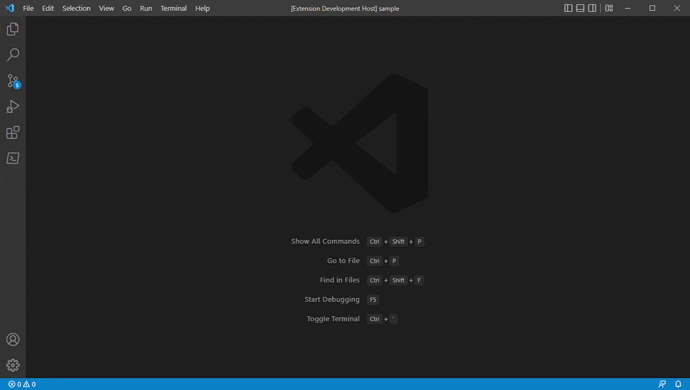 File Edit Selection View Go Run Terminal Help [Extension Development Host] sample
5
Show All Commands Ctrl + Shift + P
Go to File Ctrl + P
Find in Files Ctrl + Shift + F
Start Debugging F5
Toggle Terminal Ctrl + `
0 0